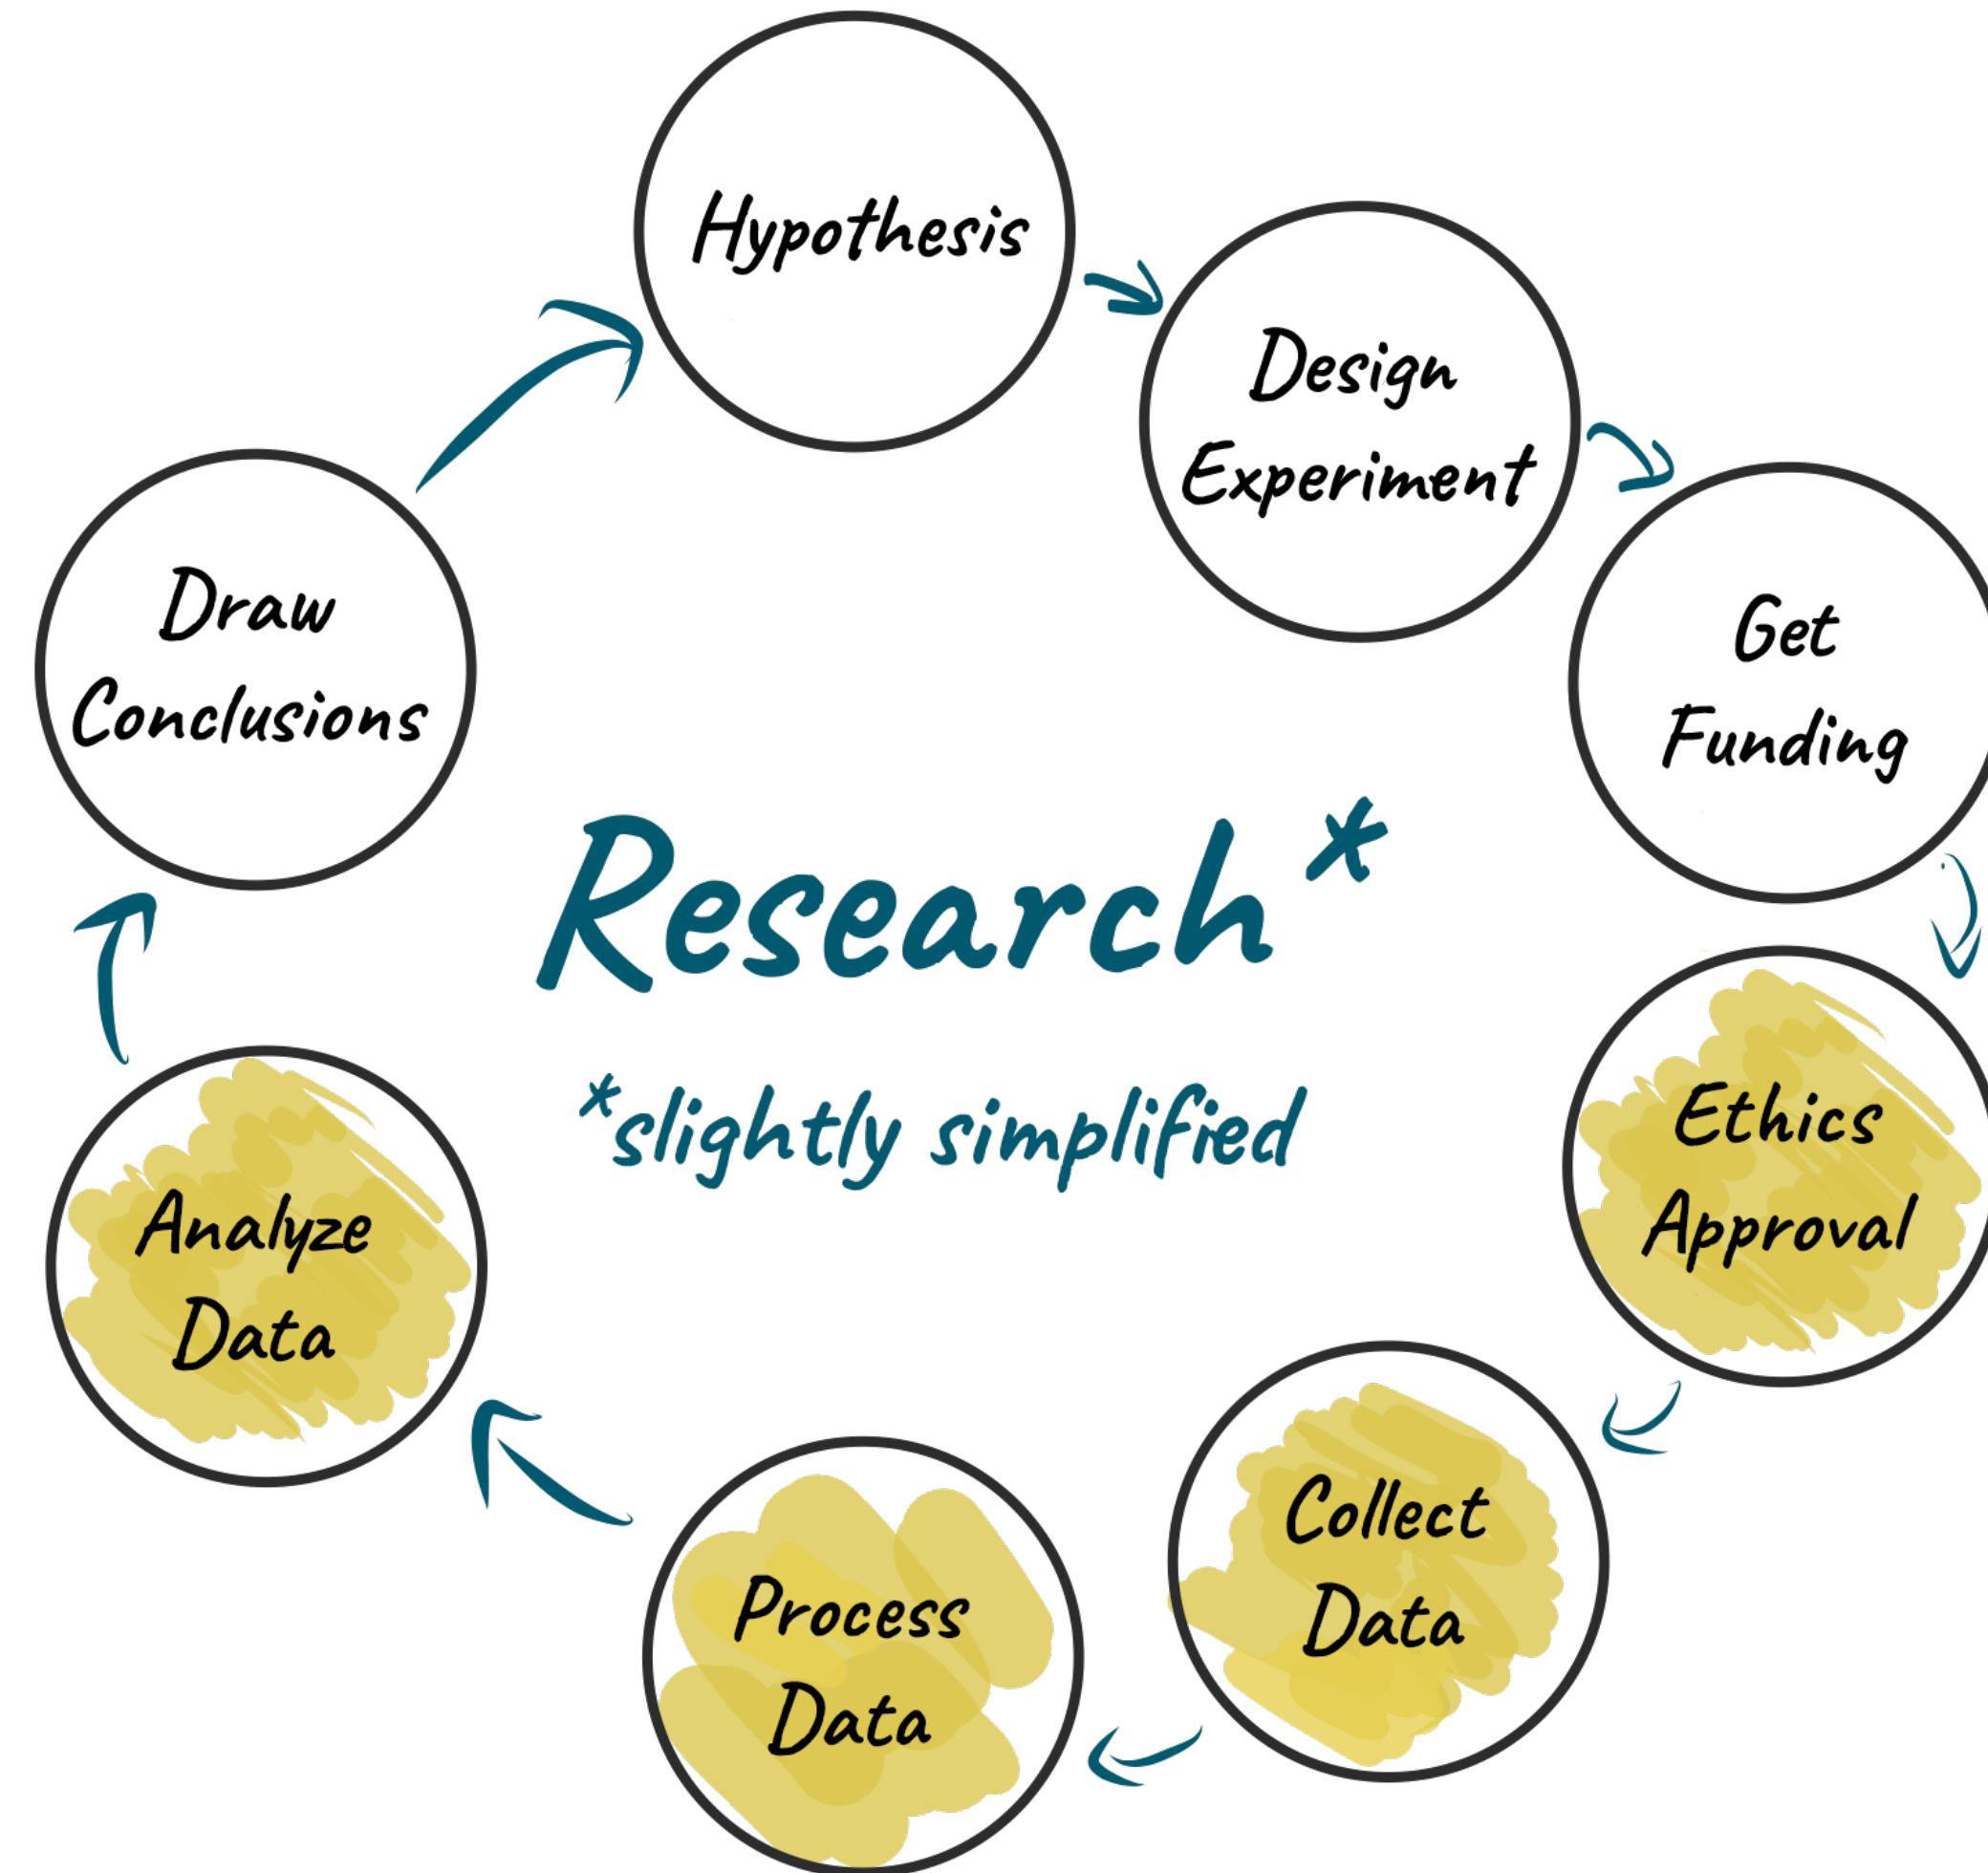 Hypothesis
Design
Experiment
Get
Funding
Ethics
Approval
Collect
Data
Process
Data
Analyze
Data
Draw
Conclusions
Research*
*slightly simplified